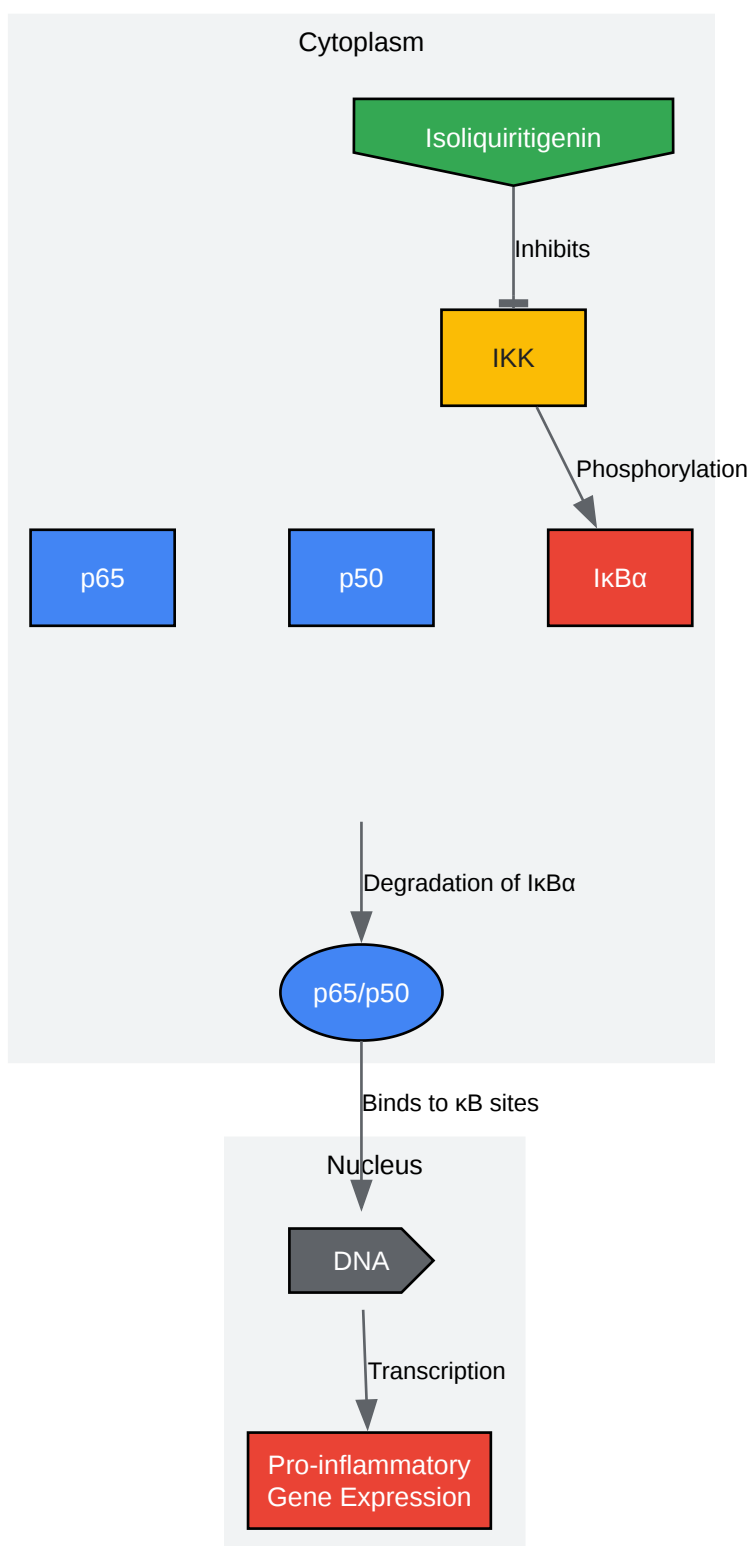 Cytoplasm
Isoliquiritigenin
Inhibits
IKK
Phosphorylation
p65
p50
IκBα
Degradation of IκBα
p65/p50
Binds to κB sites
Nucleus
DNA
Transcription
Pro-inflammatory
Gene Expression